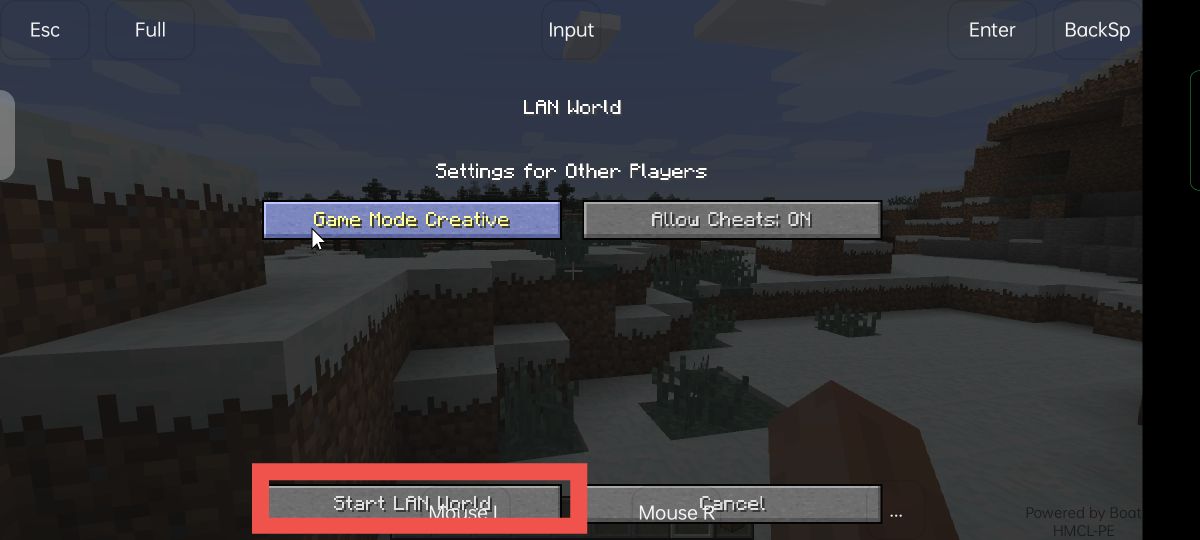 Esc Full Input Enter BackSp
LAN World
Settings for Other Players
Game Mode Creative Allow Cheats: ON
Start LAN World Cancel
Mouse L Mouse R ...
Powered by Boat
HMCL-PE